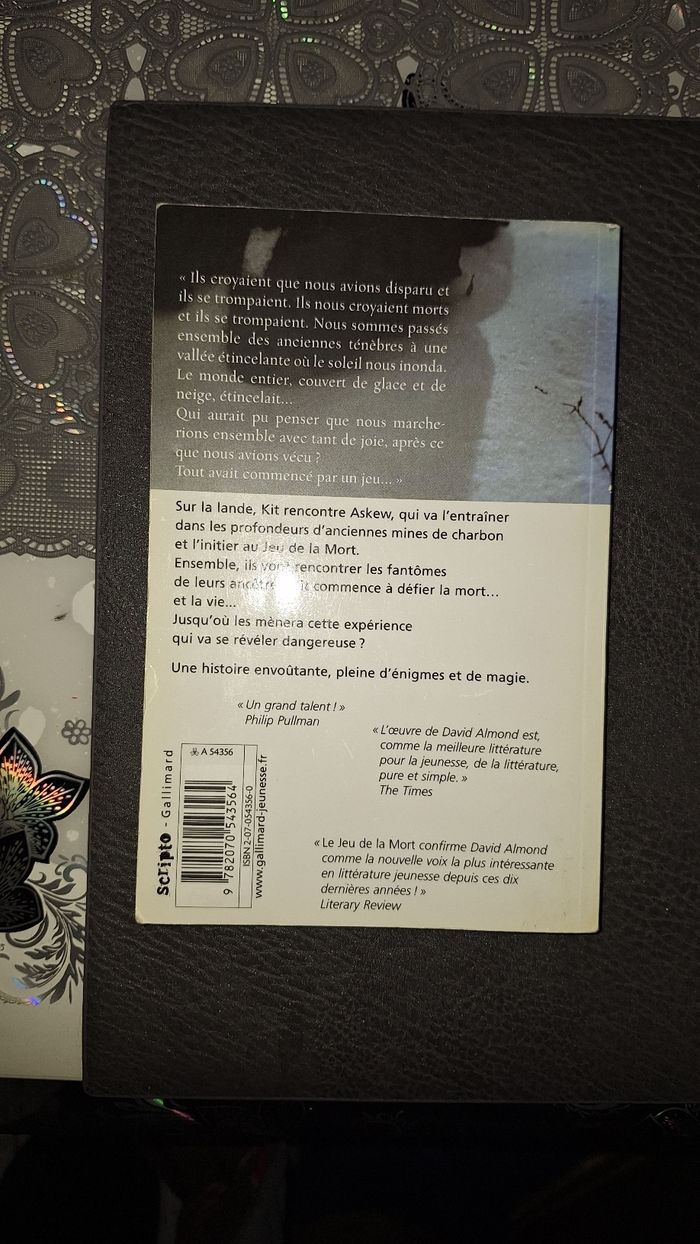 « Ils croyaient que nous avions disparu et
ils se trompaient. Ils nous croyaient morts
et ils se trompaient. Nous sommes passés
ensemble des anciennes ténèbres à une
vallée étincelante où le soleil nous inonda.
Le monde entier, couvert de glace et de
neige, étincelait...
Qui aurait pu penser que nous marche-
rions ensemble avec tant de joie, après ce
que nous avions vécu ?
Tout avait commencé par un jeu... »
Sur la lande, Kit rencontre Askew, qui va l'entraîner
dans les profondeurs d'anciennes mines de charbon
et l'initier au Jeu de la Mort.
Ensemble, ils vont rencontrer les fantômes
de leurs commence à défier la mort...
et la vie...
Jusqu'où les mènera cette expérience
qui va se révéler dangereuse ?
Une histoire envoûtante, pleine d'énigmes et de magie.
« Un grand talent ! »
Philip Pullman
« L'œuvre de David Almond est,
comme la meilleure littérature
pour la jeunesse, de la littérature,
pure et simple. »
The Times
« Le Jeu de la Mort confirme David Almond
comme la nouvelle voix la plus intéressante
en littérature jeunesse depuis ces dix
dernières années ! »
Literary Review
scripto - Gallimard
A 54356
9 782070 543564
ISBN 2-07-054356-0
www.gallimard-jeunesse.fr